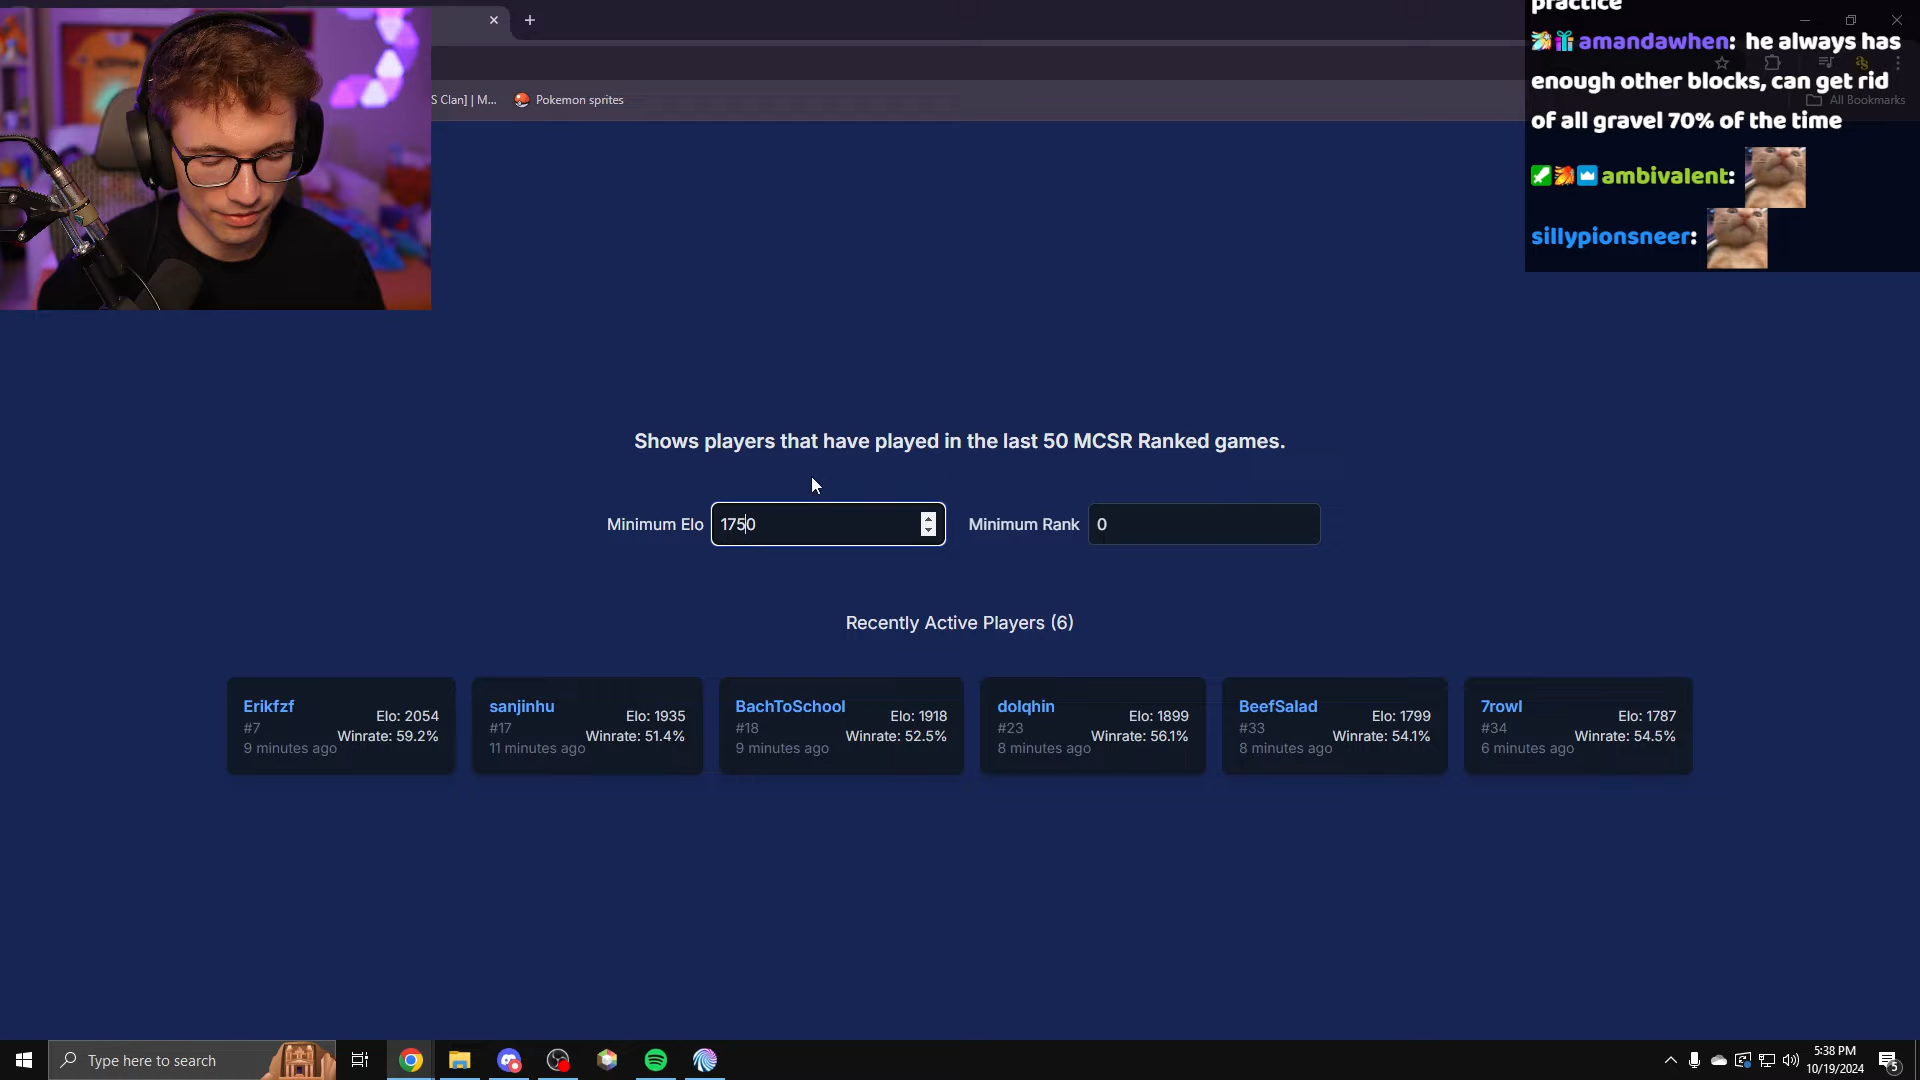 S Clan] | M...
Pokemon sprites
All Bookmarks
practice
amandawhen: he always has
enough other blocks, can get rid
of all gravel 70% of the time
ambivalent:
sillypionsneer:
Shows players that have played in the last 50 MCSR Ranked games.
Minimum Elo 1750 Minimum Rank 0
Recently Active Players (6)
Erikfzf
#7
9 minutes ago
Elo: 2054
Winrate: 59.2%
sanjinhu
#17
11 minutes ago
Elo: 1935
Winrate: 51.4%
BachToSchool
#18
9 minutes ago
Elo: 1918
Winrate: 52.5%
dolqhin
#23
8 minutes ago
Elo: 1899
Winrate: 56.1%
BeefSalad
#33
8 minutes ago
Elo: 1799
Winrate: 54.1%
7rowl
#34
6 minutes ago
Elo: 1787
Winrate: 54.5%
Type here to search
5:38 PM
10/19/2024
5